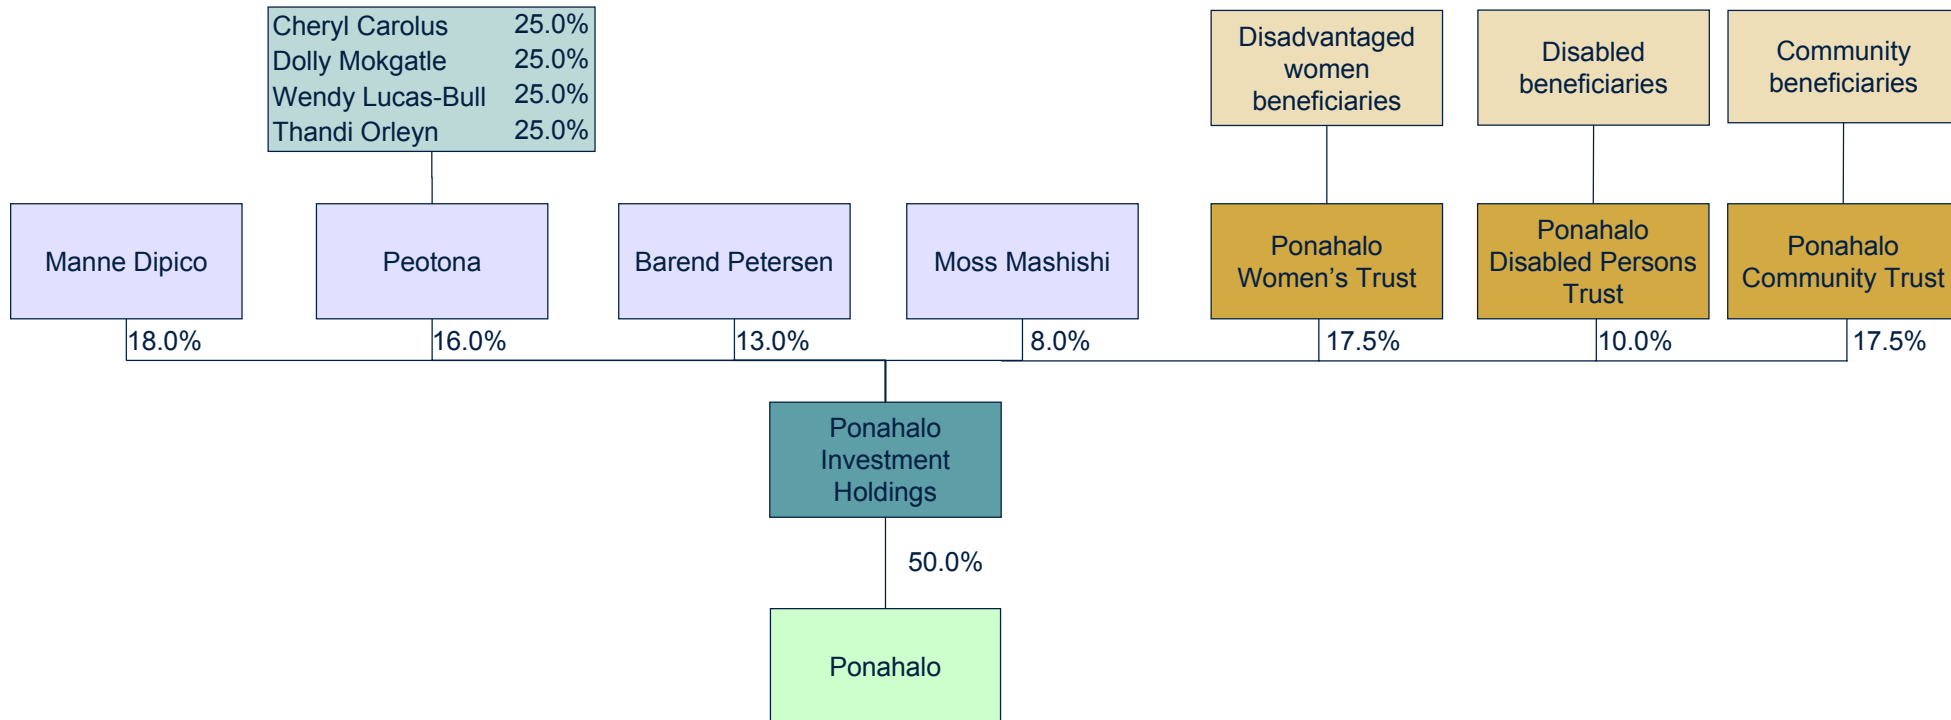 Cheryl Carolus 25.0%
Dolly Mokgatle 25.0%
Wendy Lucas-Bull 25.0%
Thandi Orleyn 25.0%
Disadvantaged
women
beneficiaries
Disabled
beneficiaries
Community
beneficiaries
Manne Dipico
Peotona
Barend Petersen
Moss Mashishi
Ponahalo
Women’s Trust
Ponahalo
Disabled Persons
Trust
Ponahalo
Community Trust
18.0%
16.0%
13.0%
8.0%
17.5%
10.0%
17.5%
Ponahalo
Investment
Holdings
50.0%
Ponahalo